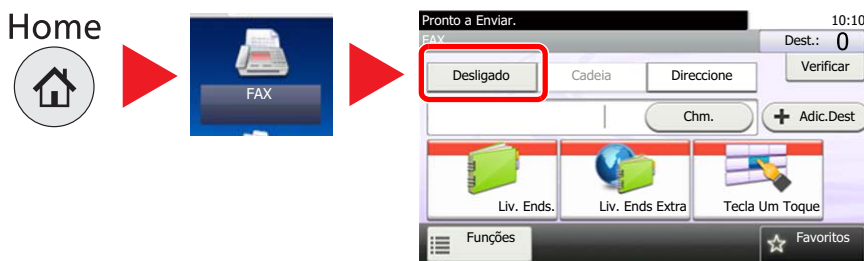 Home
FAX
Pronto a Enviar.
10:10
FAX
Dest.: 0
Desligado
Cadeia
Direccione
Verificar
Chm.
Adic.Dest
Liv. Ends.
Liv. Ends Extra
Tecla Um Toque
Funções
Favoritos